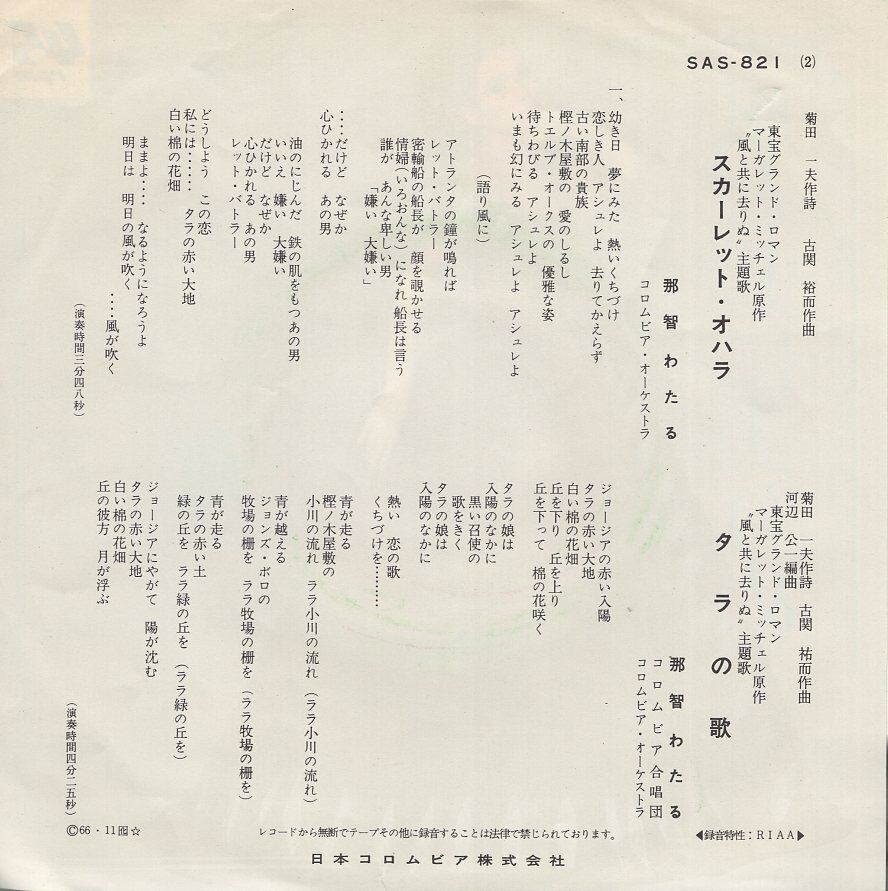 SAS-821 (2)
菊田 一夫作詩 古関 裕而作曲
東宝グランド・ロマン
マーガレット・ミッチェル原作
〝風と共に去りぬ〟主題歌
スカーレット・オハラ
那智わたる
コロムビア・オーケストラ
一、幼き日 夢にみた 熱いくちづけ
恋しき人 アシュレよ 去りてかえらず
古い南部の貴族
樫ノ木屋敷の 愛のしるし
トエルブ・オークスの 優雅な姿
待ちわびる アシュレよ
いまも幻にみる アシュレよ アシュレよ
(語り風に)
アトランタの鐘が鳴れば
レット・バトラー
密輸船の船長が 顔を覗かせる
情婦(いろおんな)になれ 船長は言う
誰が あんな卑しい男
「嫌い 大嫌い」
‥‥だけど なぜか
心ひかれる あの男
油のにじんだ 鉄の肌をもつあの男
いいえ 嫌い 大嫌い
だけど なぜか
心ひかれる あの男
レット・バトラー
どうしよう この恋
私には‥‥‥ タラの赤い大地
白い棉の花畑
ままよ‥‥ なるようになろうよ
明日は 明日の風が吹く
‥‥風が吹く
(演奏時間三分四八秒)
菊田 一夫作詩 古関 祐而作曲
河辺 公一編曲
東宝グランド・ロマン
マーガレット・ミッチェル原作
〝風と共に去りぬ〟主題歌
タラの歌
那智わたる
コロムビア合唱団
コロムビア・オーケストラ
ジョージアの赤い入陽
タラの赤い大地
白い棉の花畑
丘を下り 丘を上り
丘を下って 棉の花咲く
タラの娘は
入陽のなかに
黒い召使の
歌をきく
タラの娘は
入陽のなかに
熱い 恋の歌
くちづけを………
青が走る
樫ノ木屋敷の
小川の流れ ララ小川の流れ (ララ小川の流れ)
青が越える
ジョンズ・ボロの
牧場の柵を ララ牧場の柵を (ララ牧場の柵を)
青が走る
タラの赤い土
緑の丘を ララ緑の丘を (ララ緑の丘を)
ジョージアにやがて 陽が沈む
タラの赤い大地
白い棉の花畑
丘の彼方 月が浮ぶ
(演奏時間四分二五秒)
◀録音特性：RIAA▶
レコードから無断でテープその他に録音することは法律で禁じられております。
Ⓒ66・11 ☆
日本コロムビア株式会社